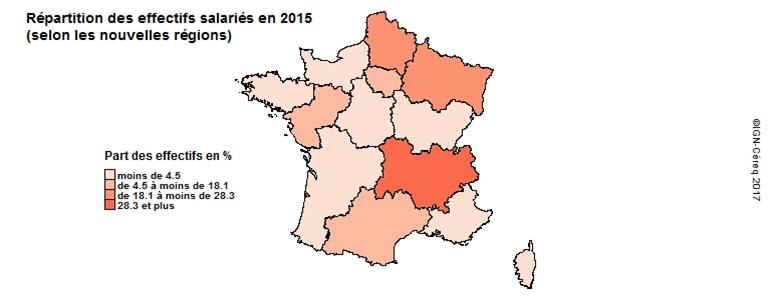 Répartition des effectifs salariés en 2015
(selon les nouvelles régions)
Part des effectifs en %
moins de 4.5
de 4.5 à moins de 18.1
de 18.1 à moins de 28.3
28.3 et plus
©IGN-Céreq 2017